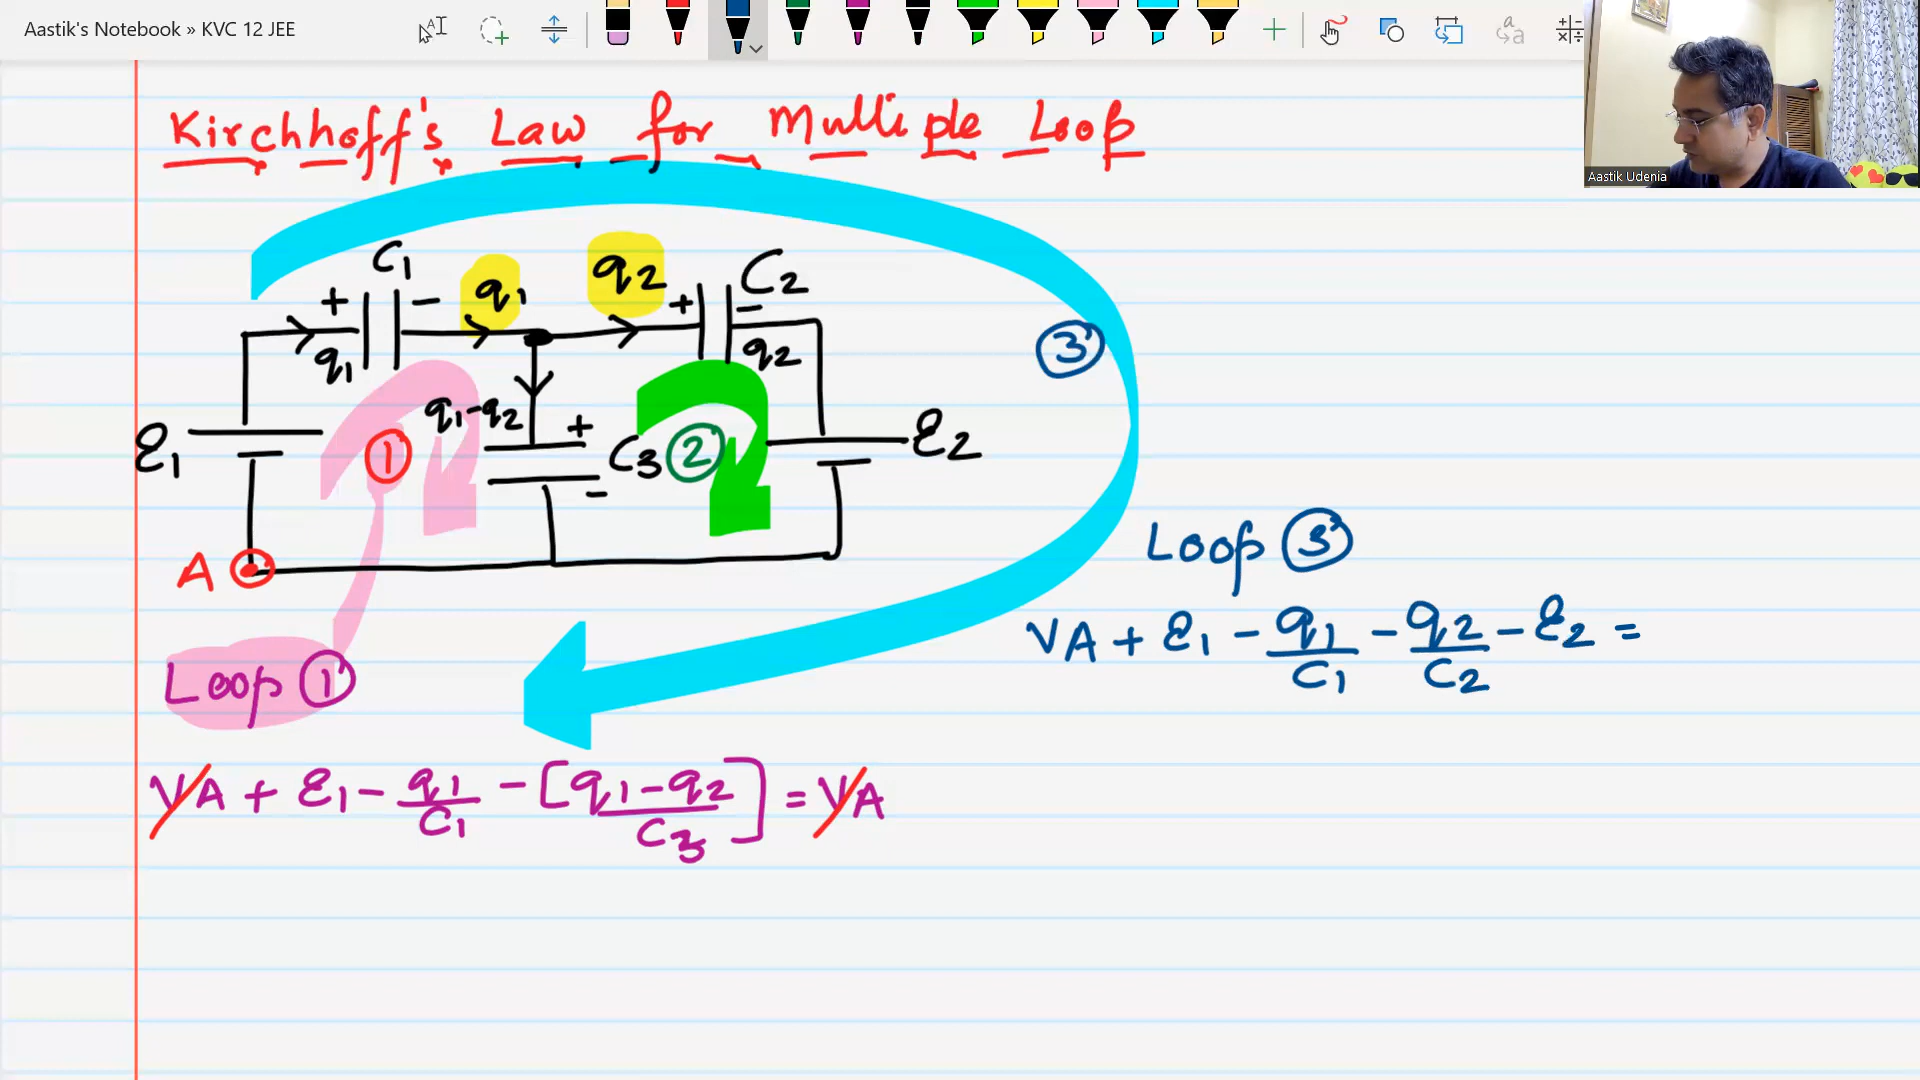 Aastik's Notebook » KVC 12 JEE
Aastik Udenia
Kirchhoff's Law for Multiple Loop
C1
q1
q2
C2
+ -
+ -
q1
q2
3
q1-q2
+
ε1
1
C3
2
ε2
-
A
Loop 1
VA + ε1 - q1/C1 - [q1-q2/C3] = VA
Loop 3
VA + ε1 - q1/C1 - q2/C2 - ε2 =